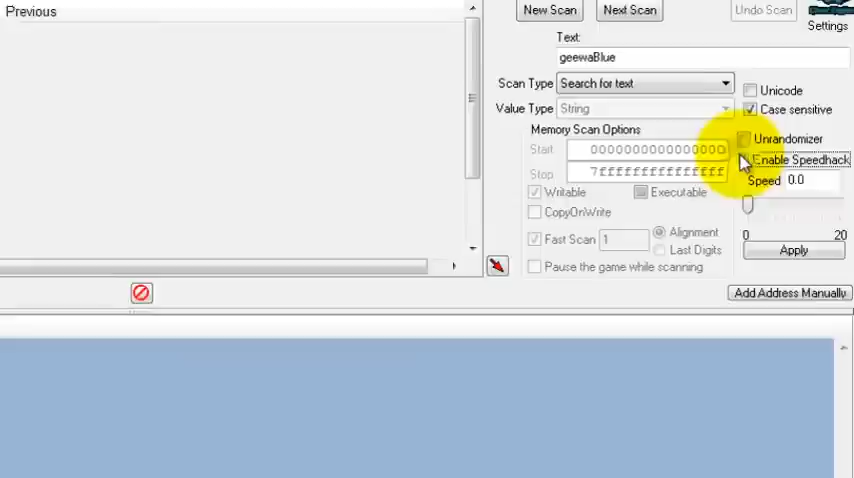 Previous
New Scan
Next Scan
Undo Scan
Settings
Text:
geewaBlue
Scan Type
Search for text
Unicode
Value Type
String
Case sensitive
Memory Scan Options
Unrandomizer
Start
0000000000000000
Enable Speedhack
Stop
7fffffffffffffff
Speed
0.0
Writable
Executable
CopyOnWrite
Alignment
Fast Scan
1
Last Digits
0
20
Apply
Pause the game while scanning
Add Address Manually